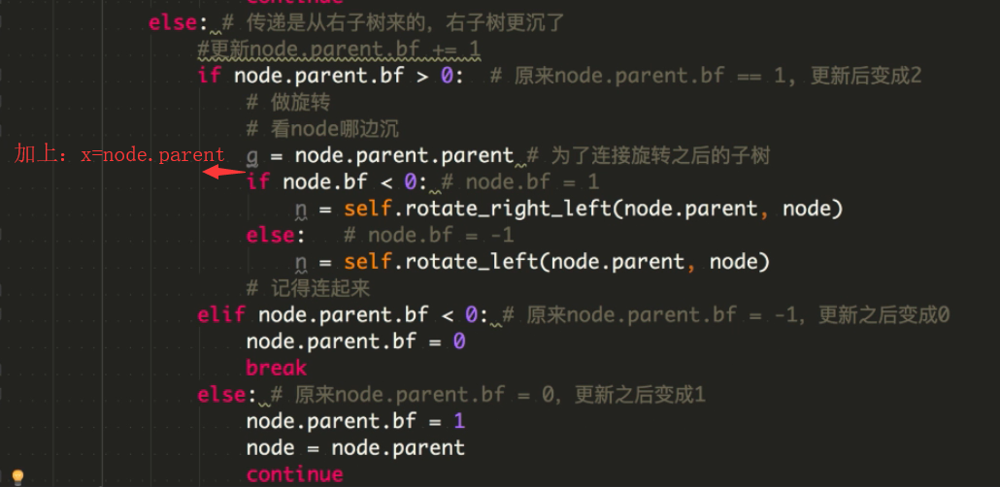 continue
else: # 传递是从右子树来的，右子树更沉了
#更新node.parent.bf += 1
if node.parent.bf > 0: # 原来node.parent.bf == 1, 更新后变成2
# 做旋转
# 看node哪边沉
加上：x=node.parent
g = node.parent.parent # 为了连接旋转之后的子树
if node.bf < 0: # node.bf = 1
n = self.rotate_right_left(node.parent, node)
else: # node.bf = -1
n = self.rotate_left(node.parent, node)
# 记得连起来
elif node.parent.bf < 0: # 原来node.parent.bf = -1，更新之后变成0
node.parent.bf = 0
break
else: # 原来node.parent.bf = 0，更新之后变成1
node.parent.bf = 1
node = node.parent
continue